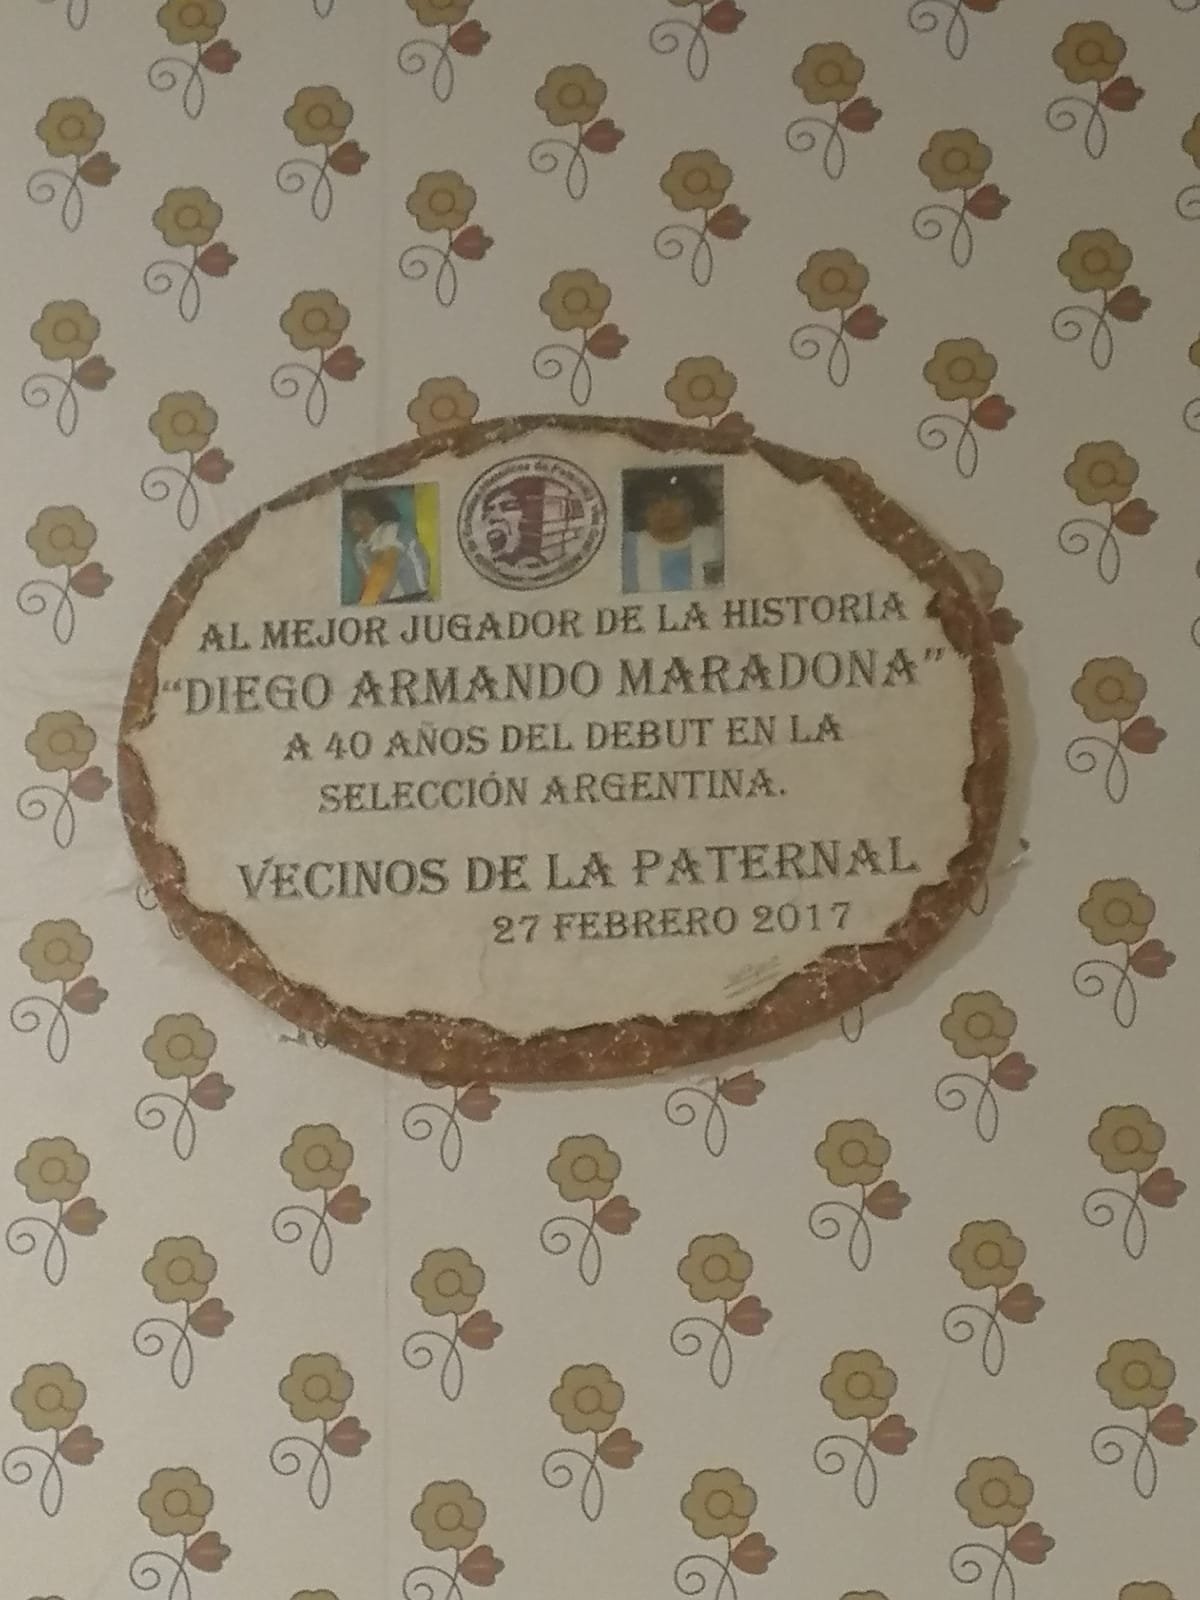 AL MEJOR JUGADOR DE LA HISTORIA
“DIEGO ARMANDO MARADONA”
A 40 AÑOS DEL DEBUT EN LA
SELECCIÓN ARGENTINA.
VECINOS DE LA PATERNAL
27 FEBRERO 2017